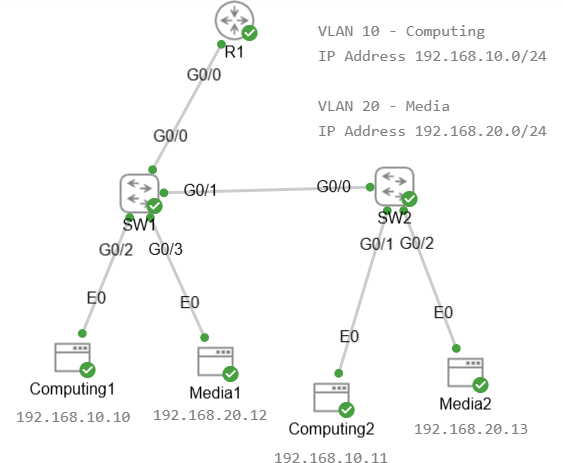 R1
VLAN 10 - Computing
IP Address 192.168.10.0/24
G0/0
VLAN 20 - Media
IP Address 192.168.20.0/24
G0/0
G0/1
G0/0
SW1
SW2
G0/2
G0/3
G0/1
G0/2
E0
E0
E0
E0
Computing1
192.168.10.10
Media1
192.168.20.12
Computing2
192.168.10.11
Media2
192.168.20.13